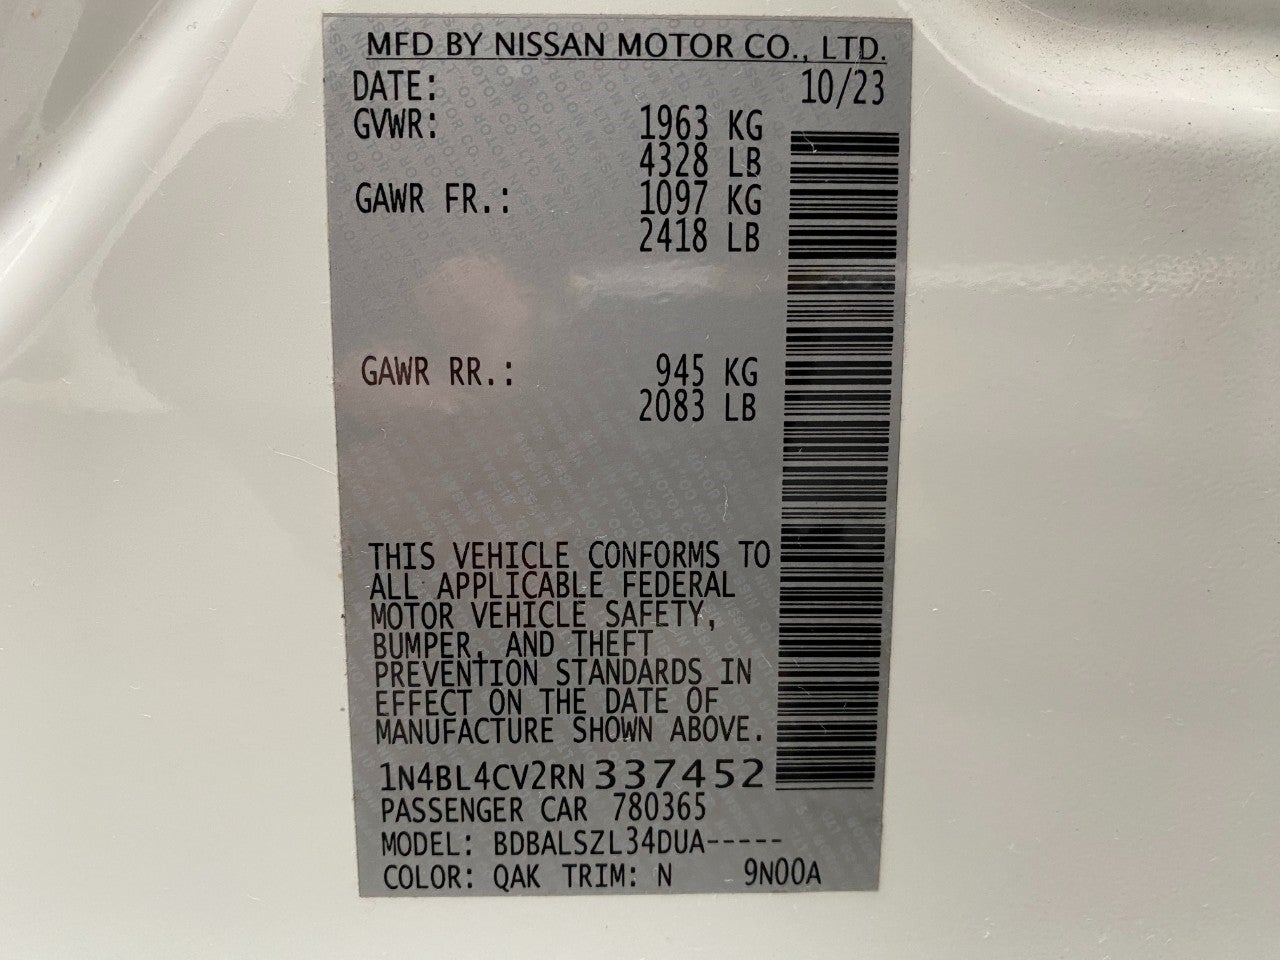 MFD BY NISSAN MOTOR CO., LTD.
DATE: 10/23
GVWR: 1963 KG
4328 LB
GAWR FR.: 1097 KG
2418 LB
GAWR RR.: 945 KG
2083 LB
THIS VEHICLE CONFORMS TO
ALL APPLICABLE FEDERAL
MOTOR VEHICLE SAFETY,
BUMPER, AND THEFT
PREVENTION STANDARDS IN
EFFECT ON THE DATE OF
MANUFACTURE SHOWN ABOVE.
1N4BL4CV2RN337452
PASSENGER CAR 780365
MODEL: BDBALSZL34DUA-----
COLOR: QAK TRIM: N 9N00A